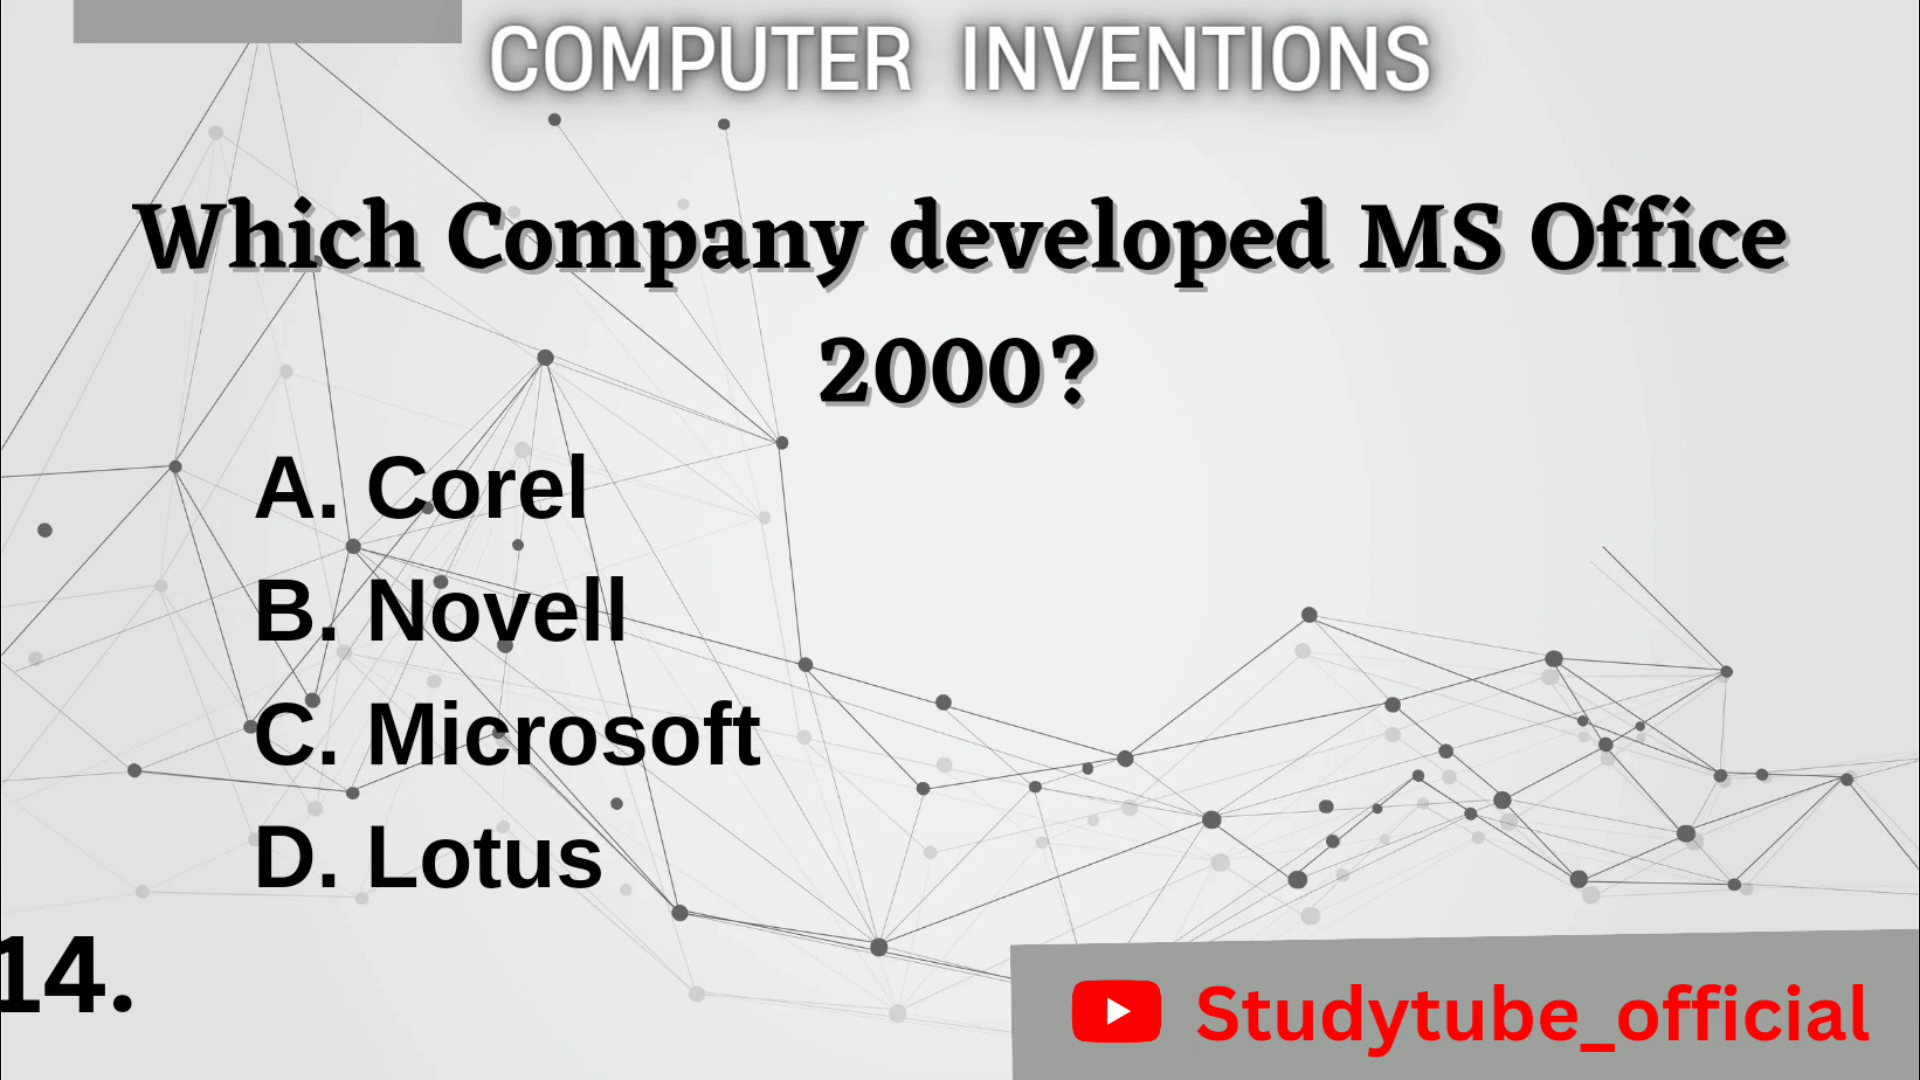 COMPUTER INVENTIONS
Which Company developed MS Office
2000?
A. Corel
B. Novell
C. Microsoft
D. Lotus
14.
Studytube_official